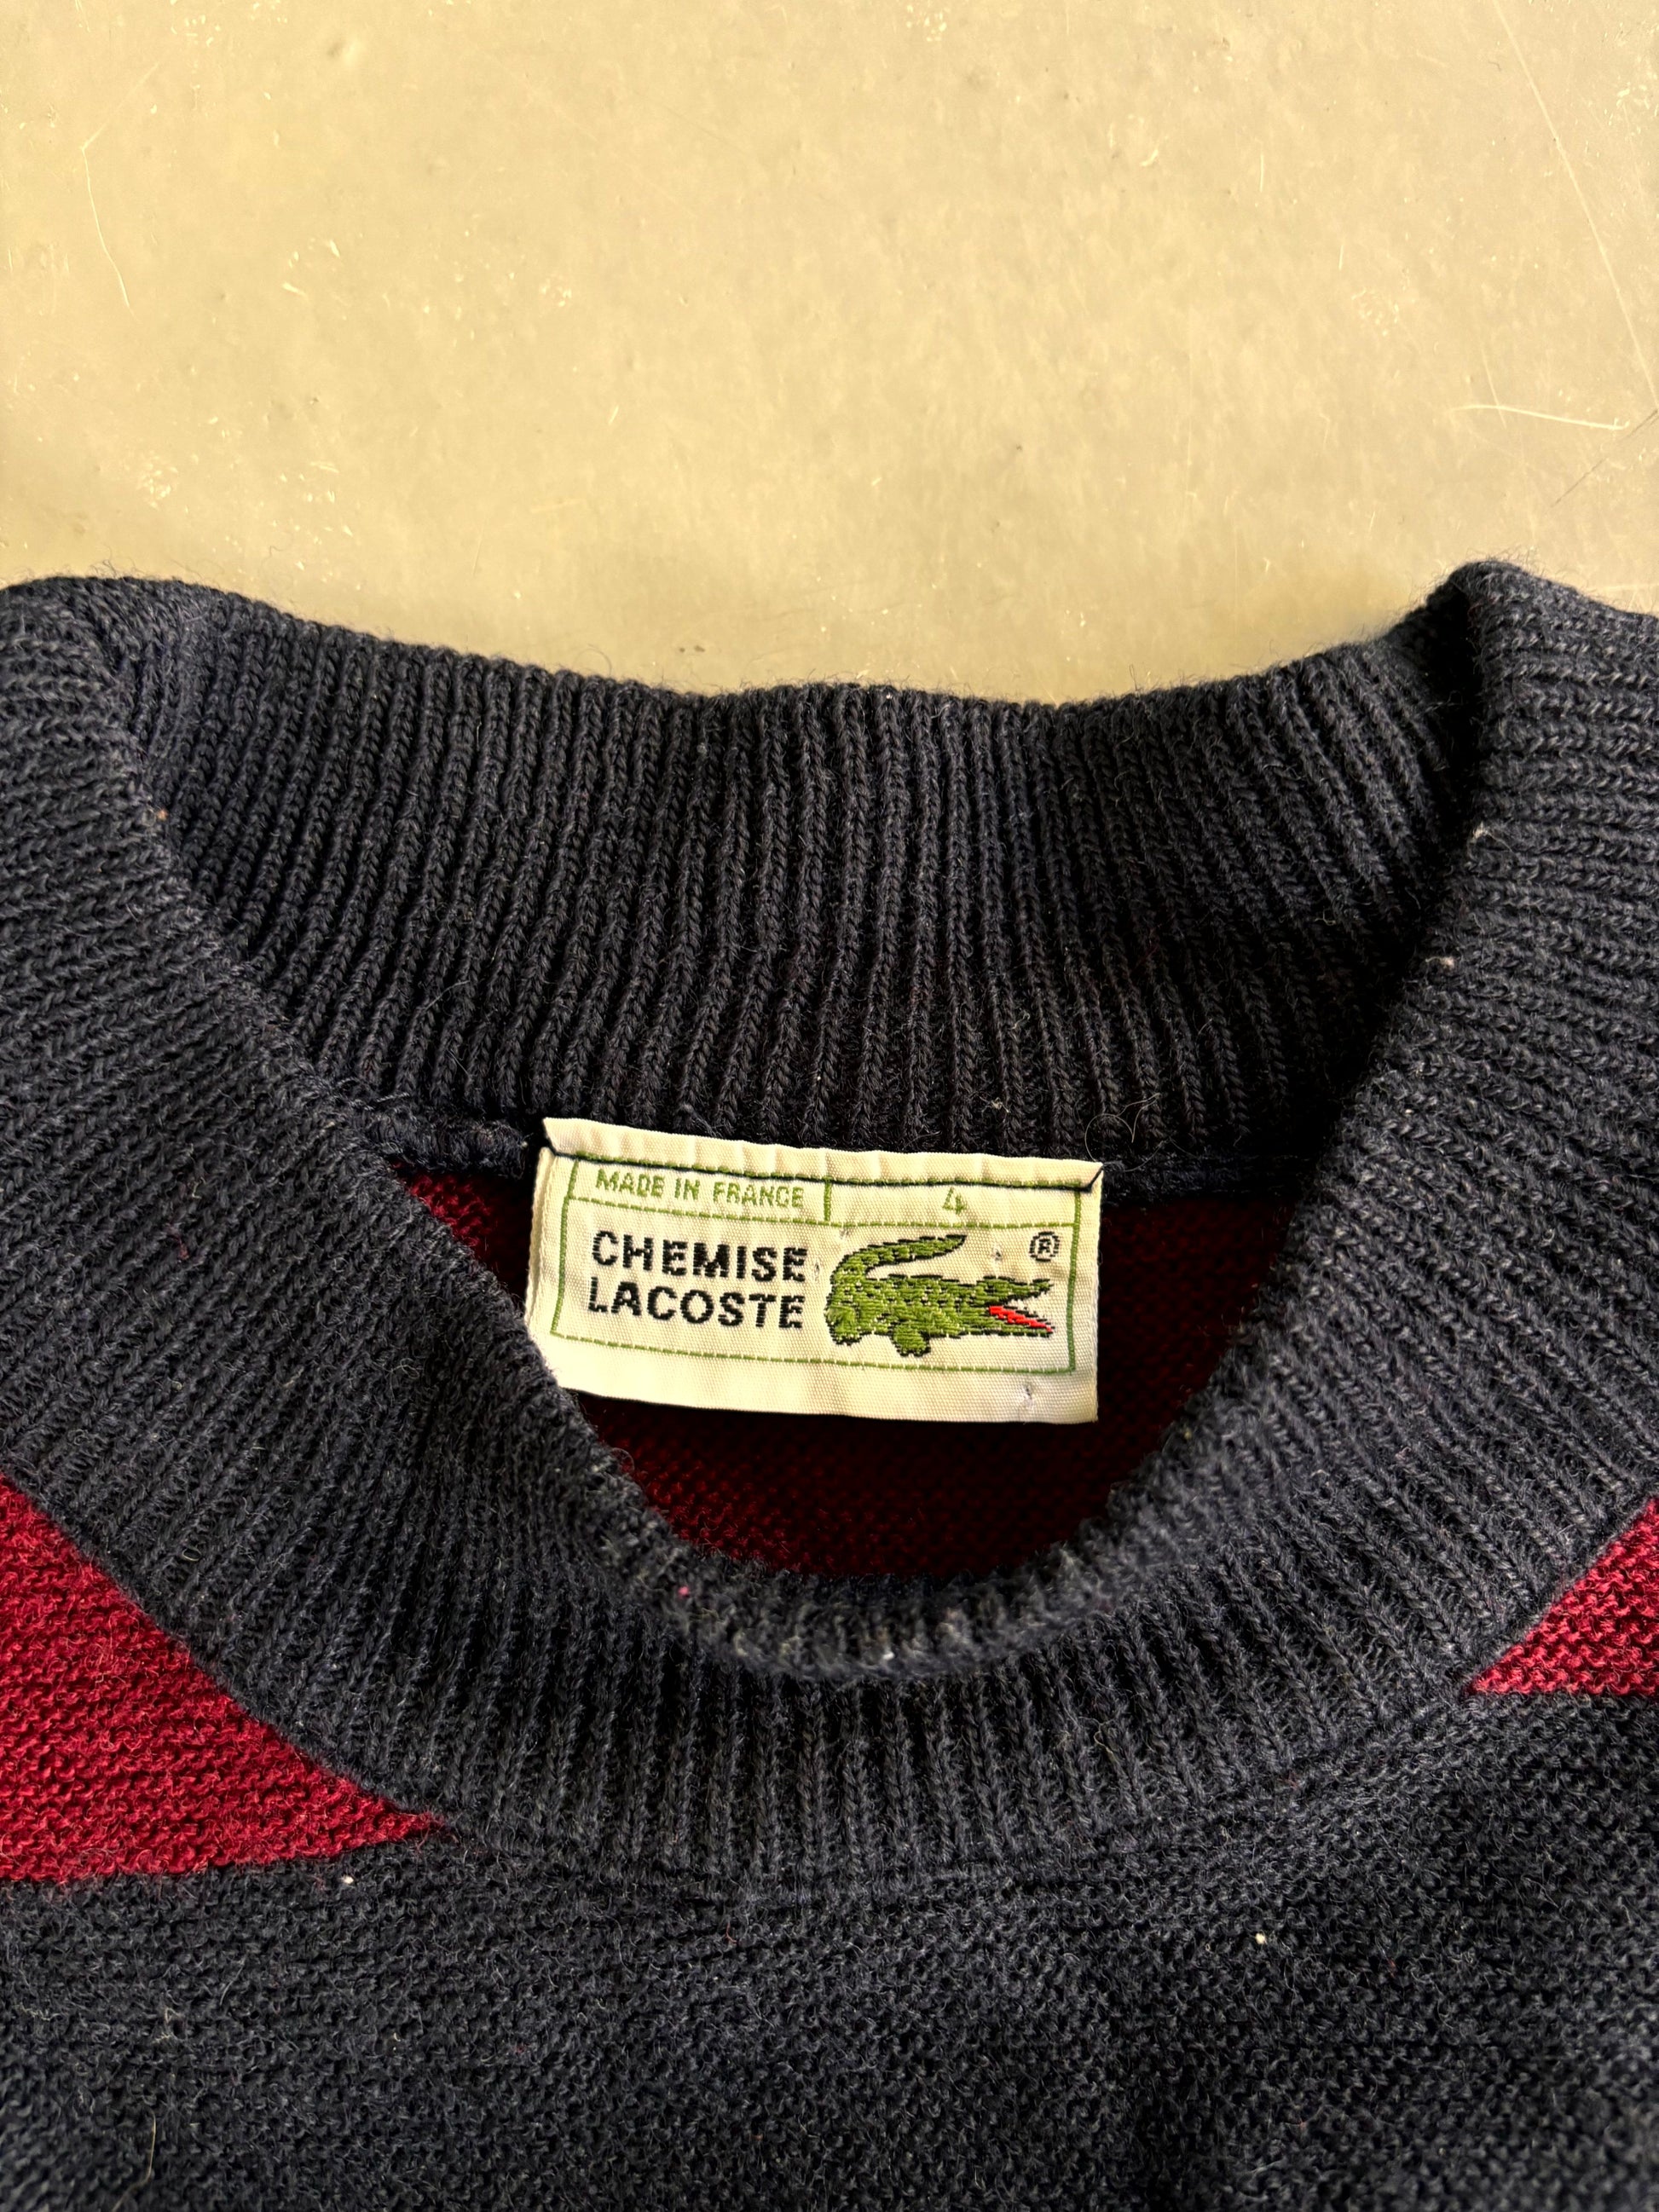 MADE IN FRANCE 4
CHEMISE
LACOSTE
®